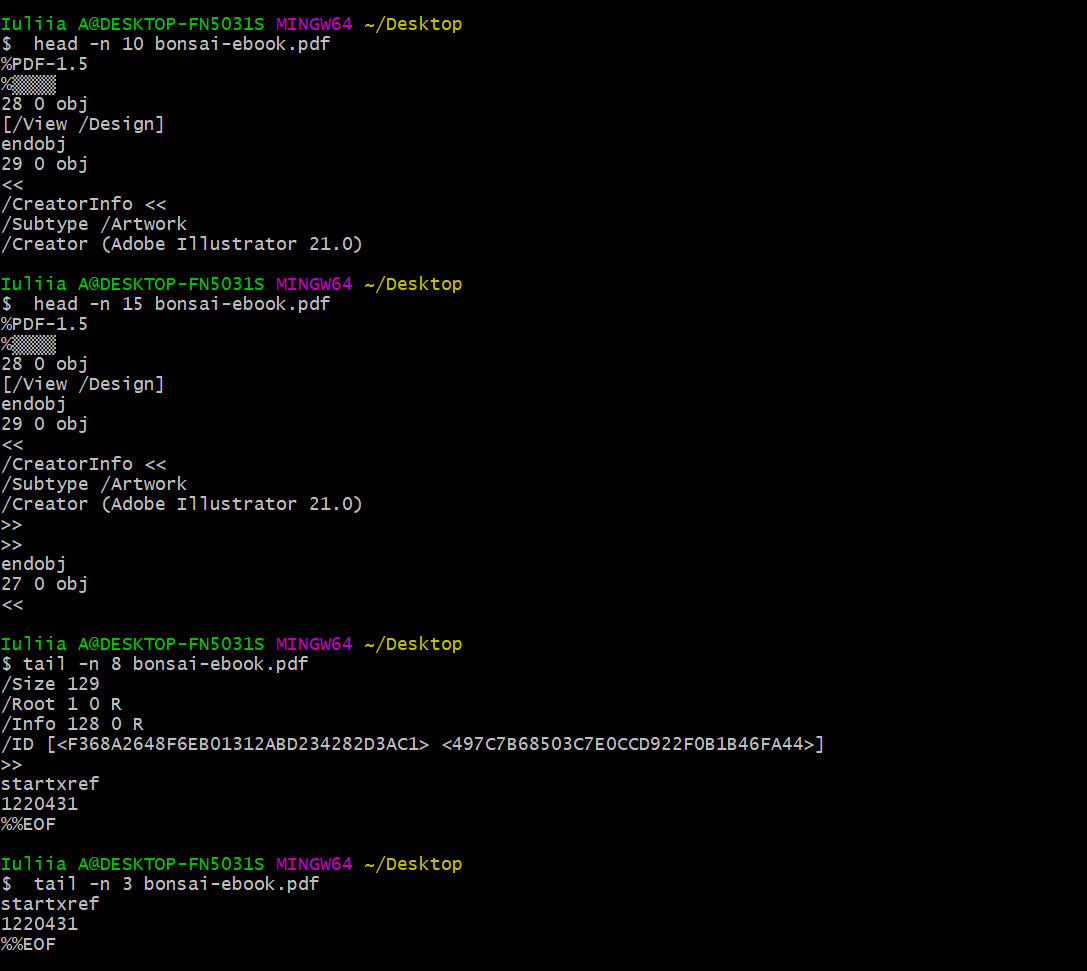 Iuliia A@DESKTOP-FN5031S MINGW64 ~/Desktop
$  head -n 10 bonsai-ebook.pdf
%PDF-1.5
%▒▒▒▒
28 0 obj
[/View /Design]
endobj
29 0 obj
<<
/CreatorInfo <<
/Subtype /Artwork
/Creator (Adobe Illustrator 21.0)
Iuliia A@DESKTOP-FN5031S MINGW64 ~/Desktop
$  head -n 15 bonsai-ebook.pdf
%PDF-1.5
%▒▒▒▒
28 0 obj
[/View /Design]
endobj
29 0 obj
<<
/CreatorInfo <<
/Subtype /Artwork
/Creator (Adobe Illustrator 21.0)
>>
>>
endobj
27 0 obj
<<
Iuliia A@DESKTOP-FN5031S MINGW64 ~/Desktop
$ tail -n 8 bonsai-ebook.pdf
/Size 129
/Root 1 0 R
/Info 128 0 R
/ID [<F368A2648F6EB01312ABD234282D3AC1> <497C7B68503C7E0CCD922F0B1B46FA44>]
>>
startxref
1220431
%%EOF
Iuliia A@DESKTOP-FN5031S MINGW64 ~/Desktop
$  tail -n 3 bonsai-ebook.pdf
startxref
1220431
%%EOF